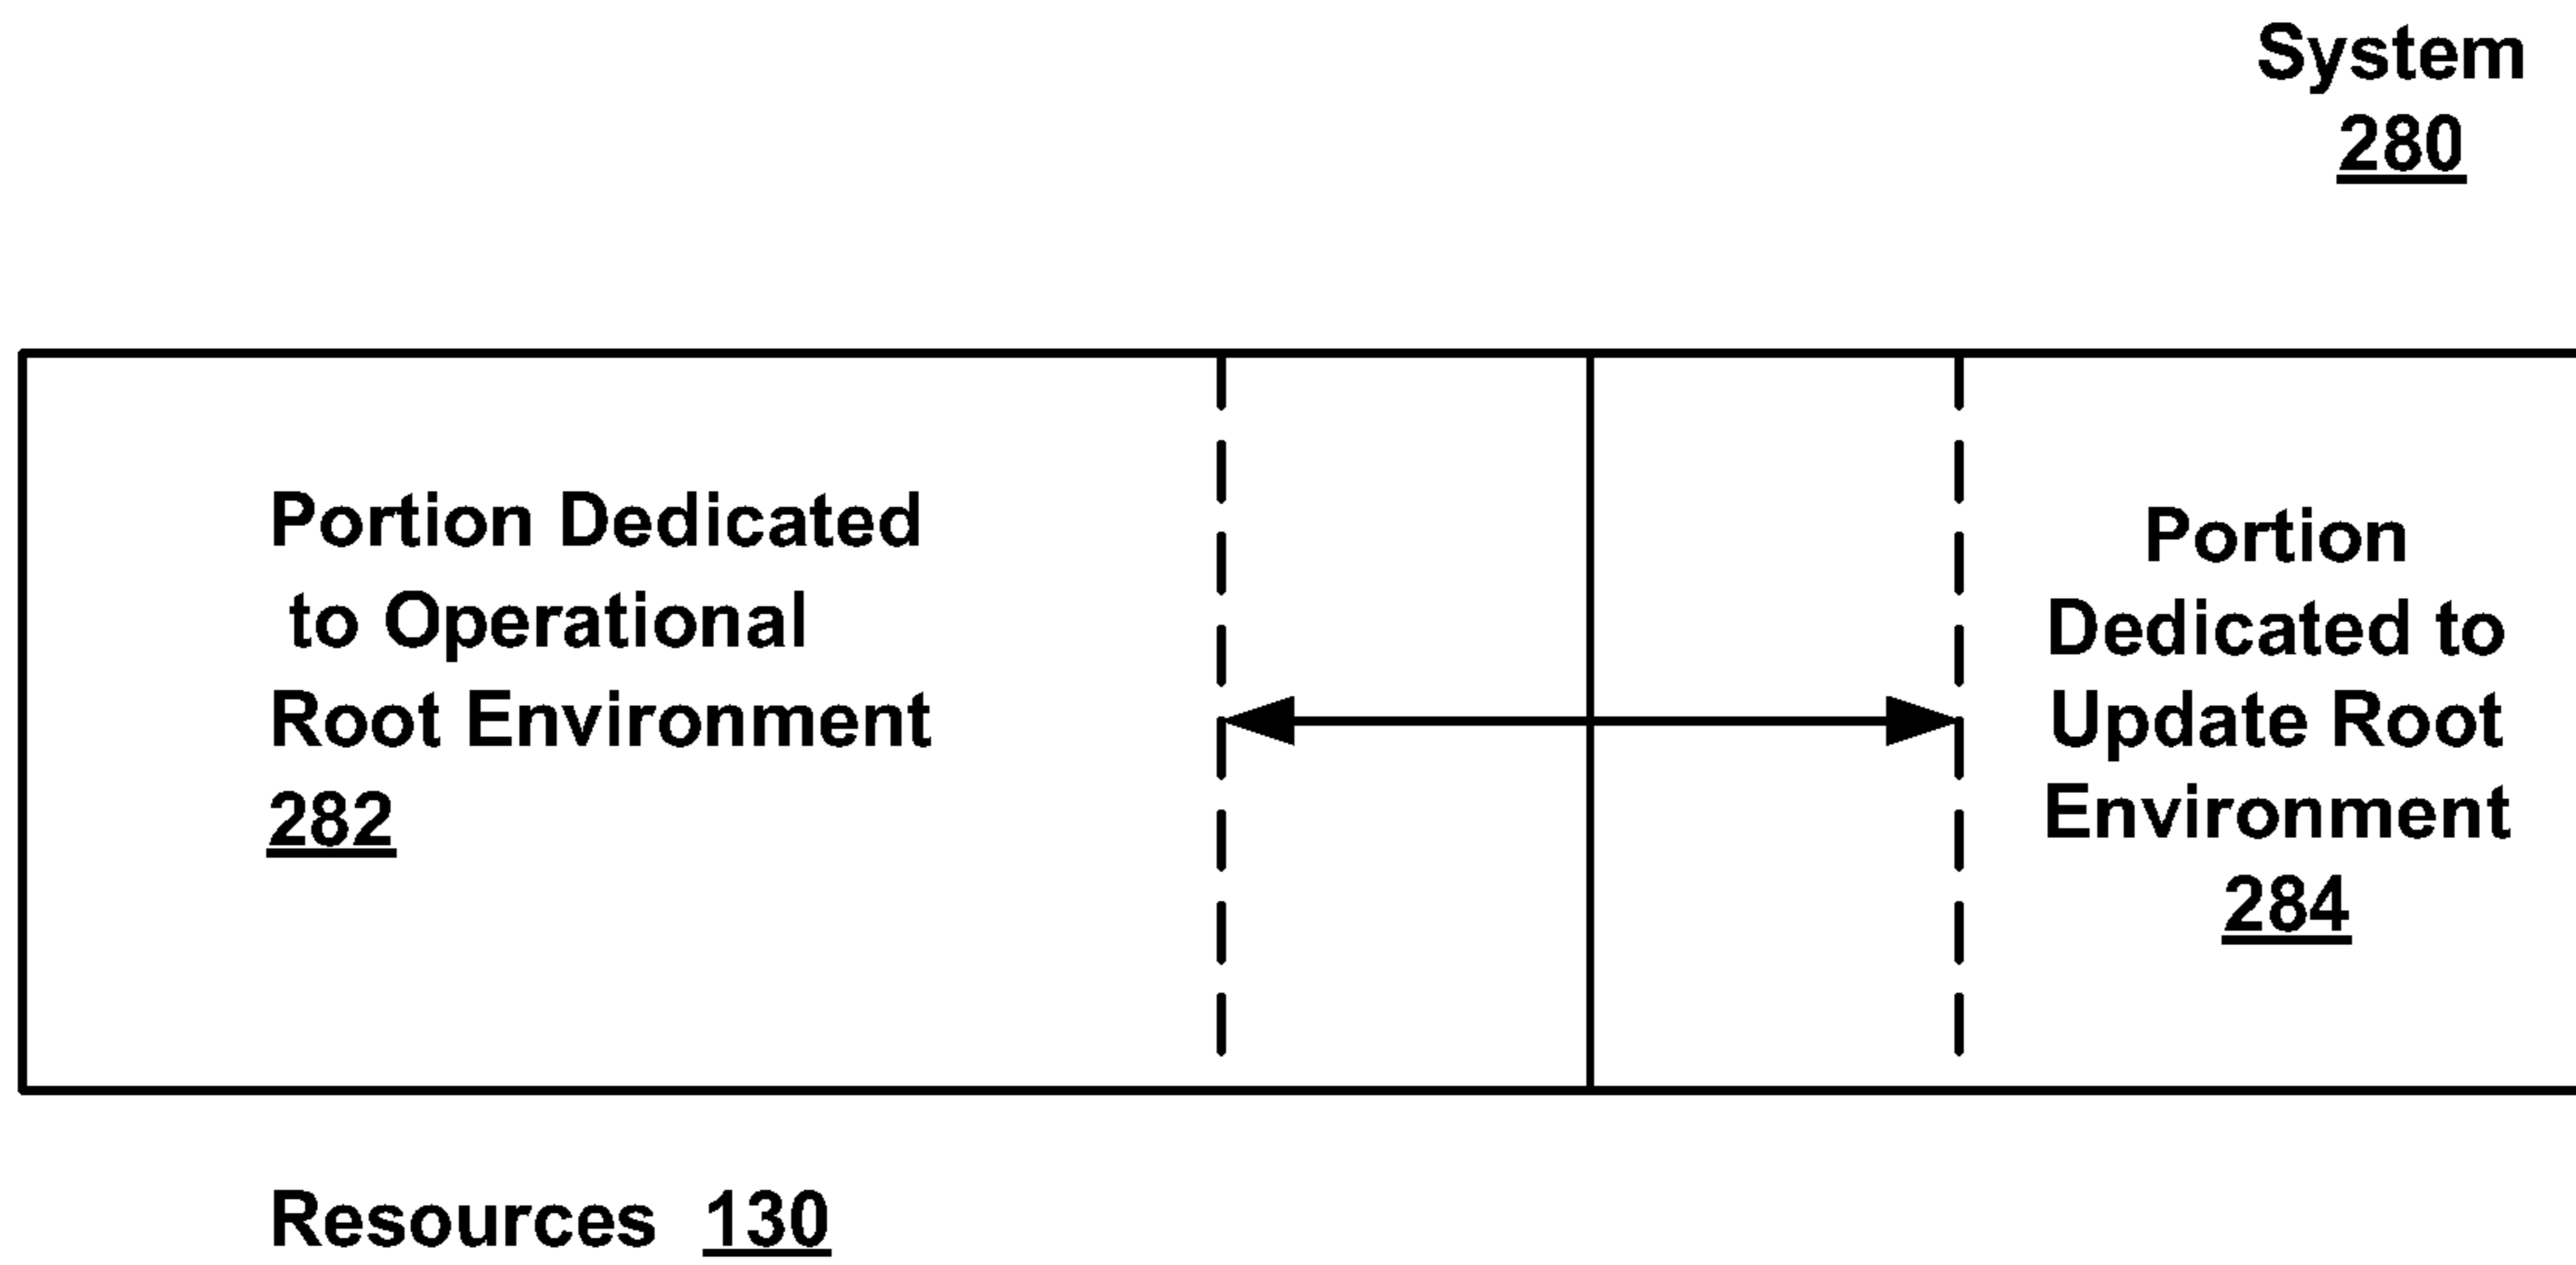 System
280
Portion Dedicated
to Operational
Root Environment
282
Portion
Dedicated to
Update Root
Environment
284
Resources 130